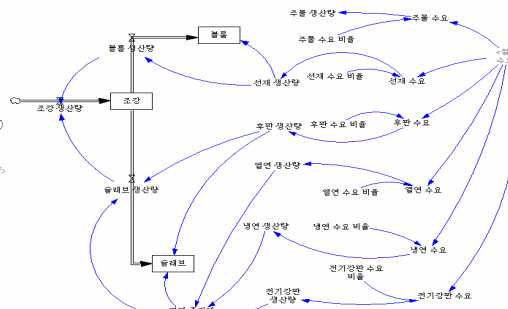 주물 생산량
주물 수요
블룸
주물 수요 비율
블룸 생산량
선재 생산량
선재 수요 비율
선재 수요
조강
조강 생산량
후판 생산량
후판 수요 비율
후판 수요
열연 생산량
슬래브 생산량
열연 수요 비율
열연 수요
냉연 생산량
냉연 수요 비율
냉연 수요
슬래브
전기강판 수요
비율
전기강판
생산량
전기강판 수요